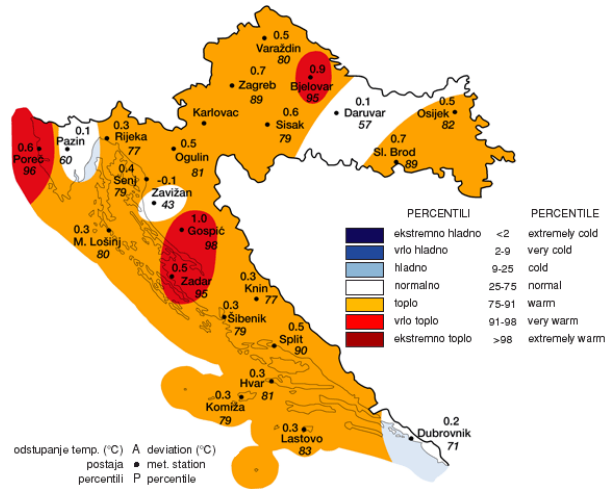 0.5
Varaždin
80
0.7
Zagreb
89
0.9
Bjelovar
95
0.1
Daruvar
57
0.5
Osijek
82
Karlovac
0.6
Sisak
79
0.7
Sl. Brod
89
0.6
Poreč
96
0.1
Pazin
60
0.3
Rijeka
77
0.5
Ogulin
81
0.4
Senj
79
-0.1
Zavižan
43
1.0
Gospić
98
0.3
M. Lošinj
80
0.5
Zadar
95
0.3
Knin
77
0.3
Šibenik
79
0.5
Split
90
0.3
Hvar
81
0.3
Komiža
79
0.3
Lastovo
83
0.2
Dubrovnik
71
PERCENTILI PERCENTILE
ekstremno hladno <2 extremely cold
vrlo hladno 2-9 very cold
hladno 9-25 cold
normalno 25-75 normal
toplo 75-91 warm
vrlo toplo 91-98 very warm
ekstremno toplo >98 extremely warm
odstupanje temp. (°C) A deviation (°C)
postaja ● met. station
percentili P percentile